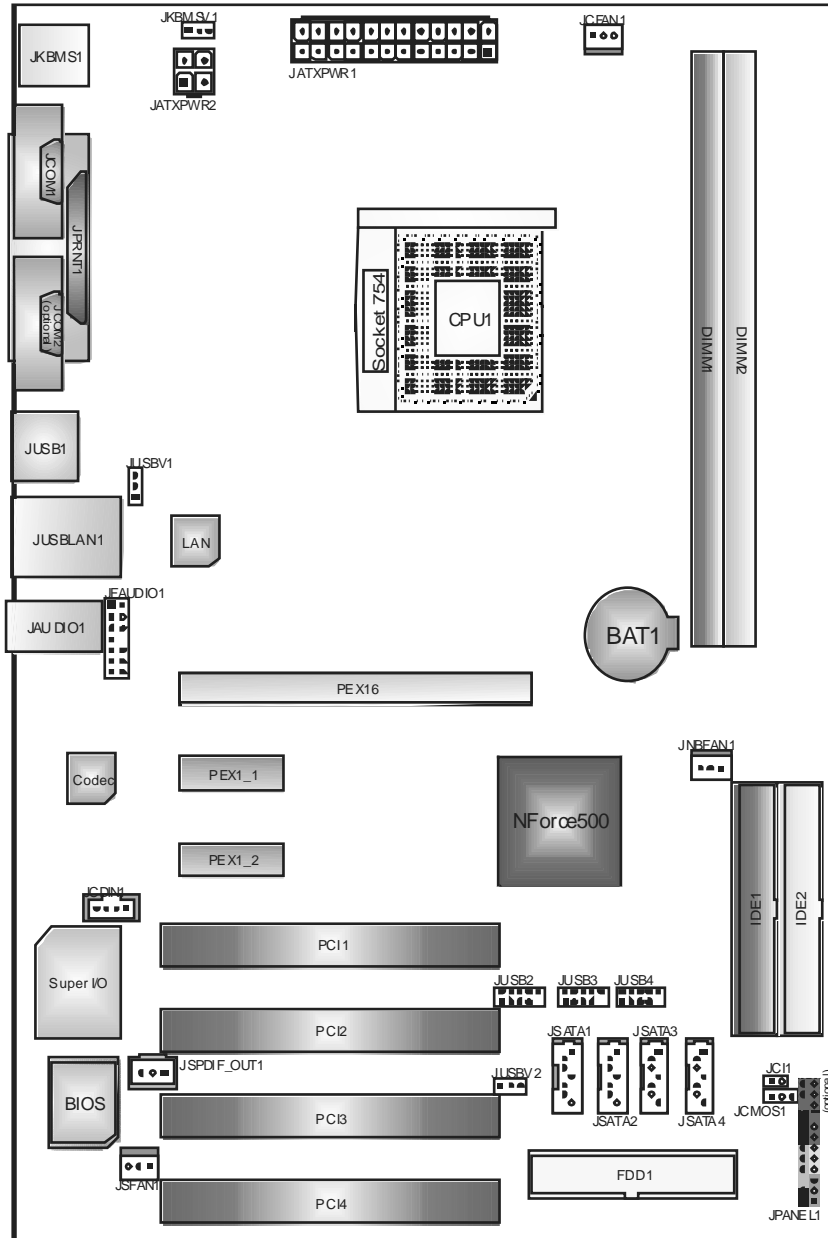 JKBMSV1
JCFAN1
JKBMS1
JATXPWR1
JATXPWR2
JCOM1
JPRNT1
Socket 754
CPU1
JCOM2
(optional)
DIMM1
DIMM2
JUSB1
JUSBV1
JUSBLAN1
LAN
JFAUDIO1
JAUDIO1
BAT1
PEX16
JNBFAN1
Codec
PEX1_1
NForce500
PEX1_2
IDE1
IDE2
JCDIN1
PCI1
Super I/O
JUSB2
JUSB3
JUSB4
PCI2
JSATA1
JSATA3
JSPDIF_OUT1
JUSBV2
JCI1
(optional)
BIOS
PCI3
JCMOS1
JSATA2
JSATA4
JSFAN1
FDD1
PCI4
JPANEL1